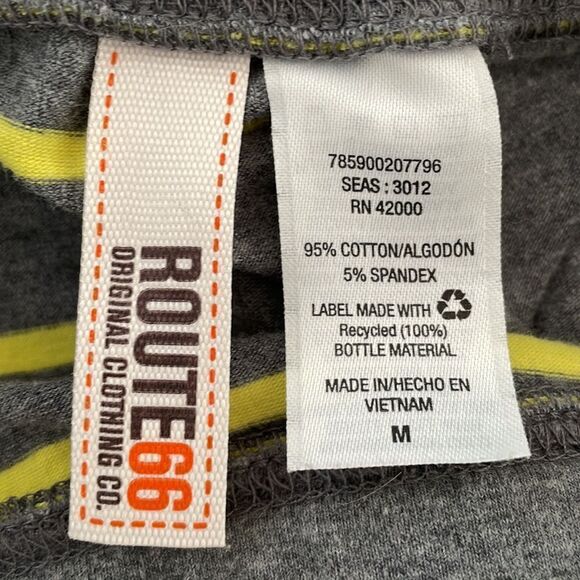 ROUTE66
ORIGINAL CLOTHING CO.
785900207796
SEAS : 3012
RN 42000
95% COTTON/ALGODÓN
5% SPANDEX
LABEL MADE WITH
Recycled (100%)
BOTTLE MATERIAL
MADE IN/HECHO EN
VIETNAM
M